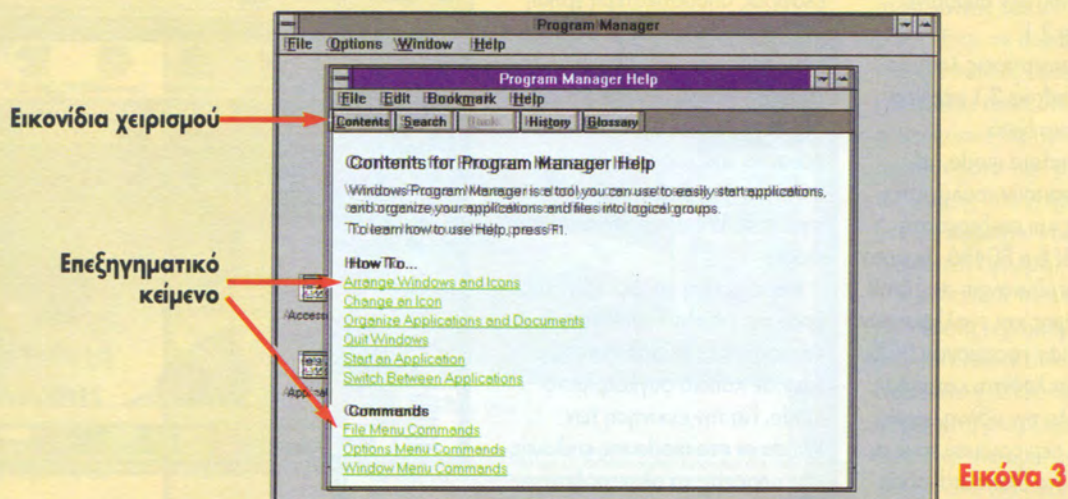 Program Manager
File Options Window Help
Program Manager Help
File Edit Bookmark Help
Εικονίδια χειρισμού
Contents Search Back History Glossary
Contents for Program Manager Help
Windows Program Manager is a tool you can use to easily start applications,
and organize your applications and files into logical groups.
To learn how to use Help, press F1.
How To...
Επεξηγηματικό
κείμενο
Arrange Windows and Icons
Change an Icon
Organize Applications and Documents
Quit Windows
Start an Application
Switch Between Applications
Commands
File Menu Commands
Options Menu Commands
Window Menu Commands
Εικόνα 3